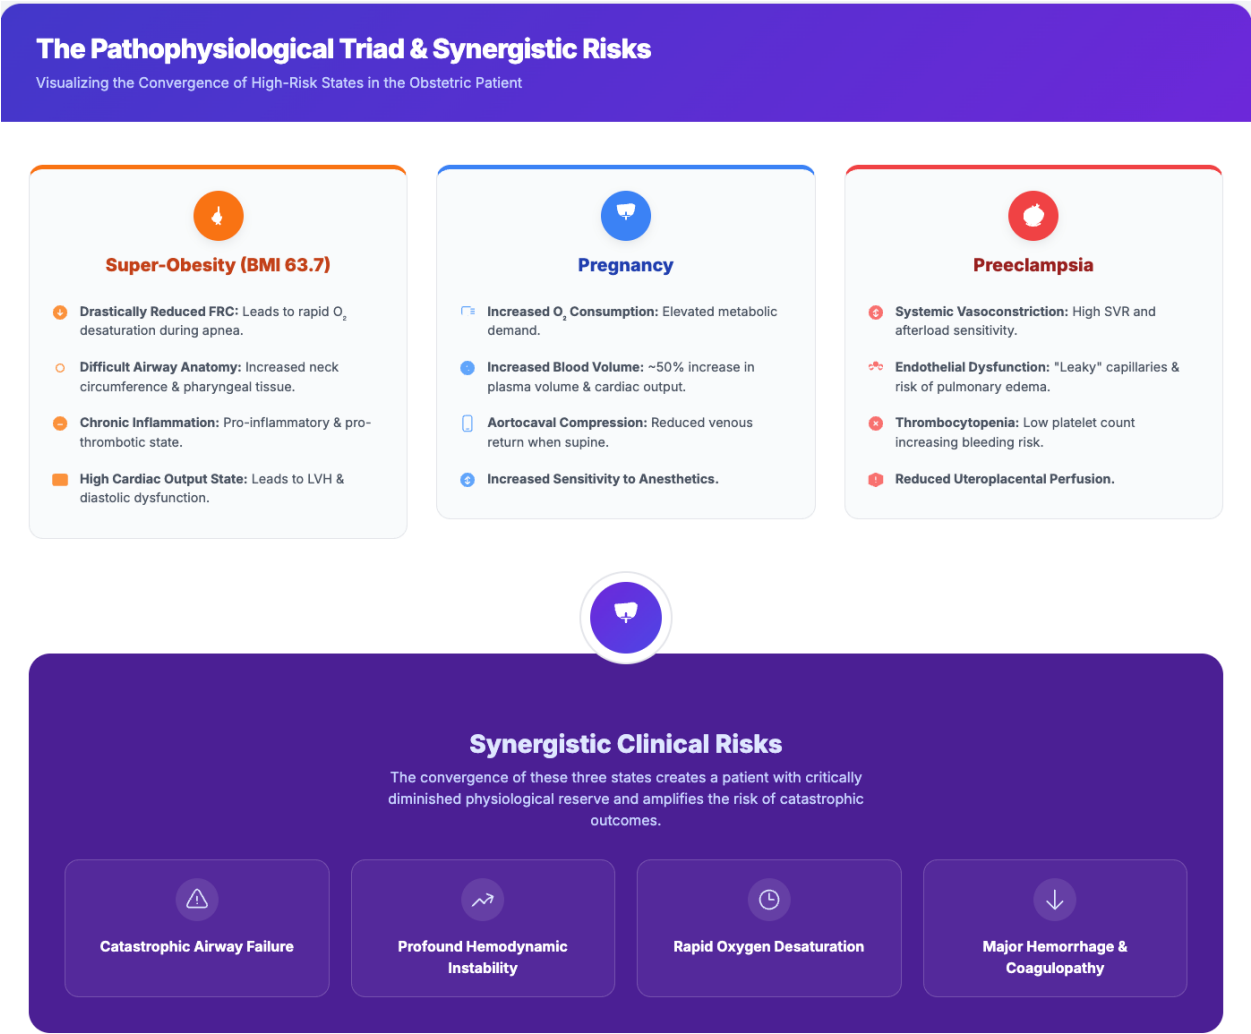 The Pathophysiological Triad & Synergistic Risks
Visualizing the Convergence of High-Risk States in the Obstetric Patient
Super-Obesity (BMI 63.7)
Drastically Reduced FRC: Leads to rapid O₂
desaturation during apnea.
Difficult Airway Anatomy: Increased neck
circumference & pharyngeal tissue.
Chronic Inflammation: Pro-inflammatory & pro-
thrombotic state.
High Cardiac Output State: Leads to LVH &
diastolic dysfunction.
Pregnancy
Increased O₂ Consumption: Elevated metabolic
demand.
Increased Blood Volume: ~50% increase in
plasma volume & cardiac output.
Aortocaval Compression: Reduced venous
return when supine.
Increased Sensitivity to Anesthetics.
Preeclampsia
Systemic Vasoconstriction: High SVR and
afterload sensitivity.
Endothelial Dysfunction: "Leaky" capillaries &
risk of pulmonary edema.
Thrombocytopenia: Low platelet count
increasing bleeding risk.
Reduced Uteroplacental Perfusion.
Synergistic Clinical Risks
The convergence of these three states creates a patient with critically
diminished physiological reserve and amplifies the risk of catastrophic
outcomes.
Catastrophic Airway Failure
Profound Hemodynamic
Instability
Rapid Oxygen Desaturation
Major Hemorrhage &
Coagulopathy